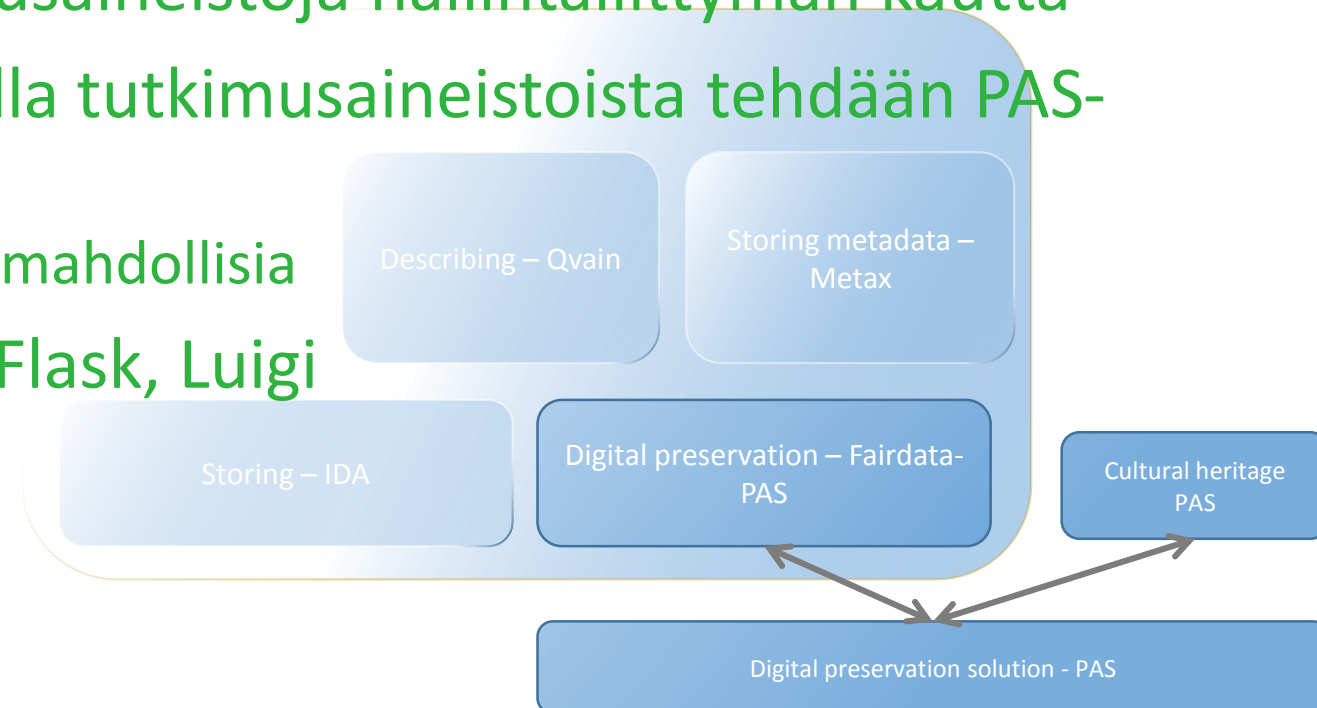 usaineistoja hallintaliittymän kautta
lla tutkimusaineistoista tehdään PAS-
mahdollisia
Flask, Luigi
Describing – Qvain
Storing metadata –
Metax
Storing – IDA
Digital preservation – Fairdata-
PAS
Cultural heritage
PAS
Digital preservation solution - PAS